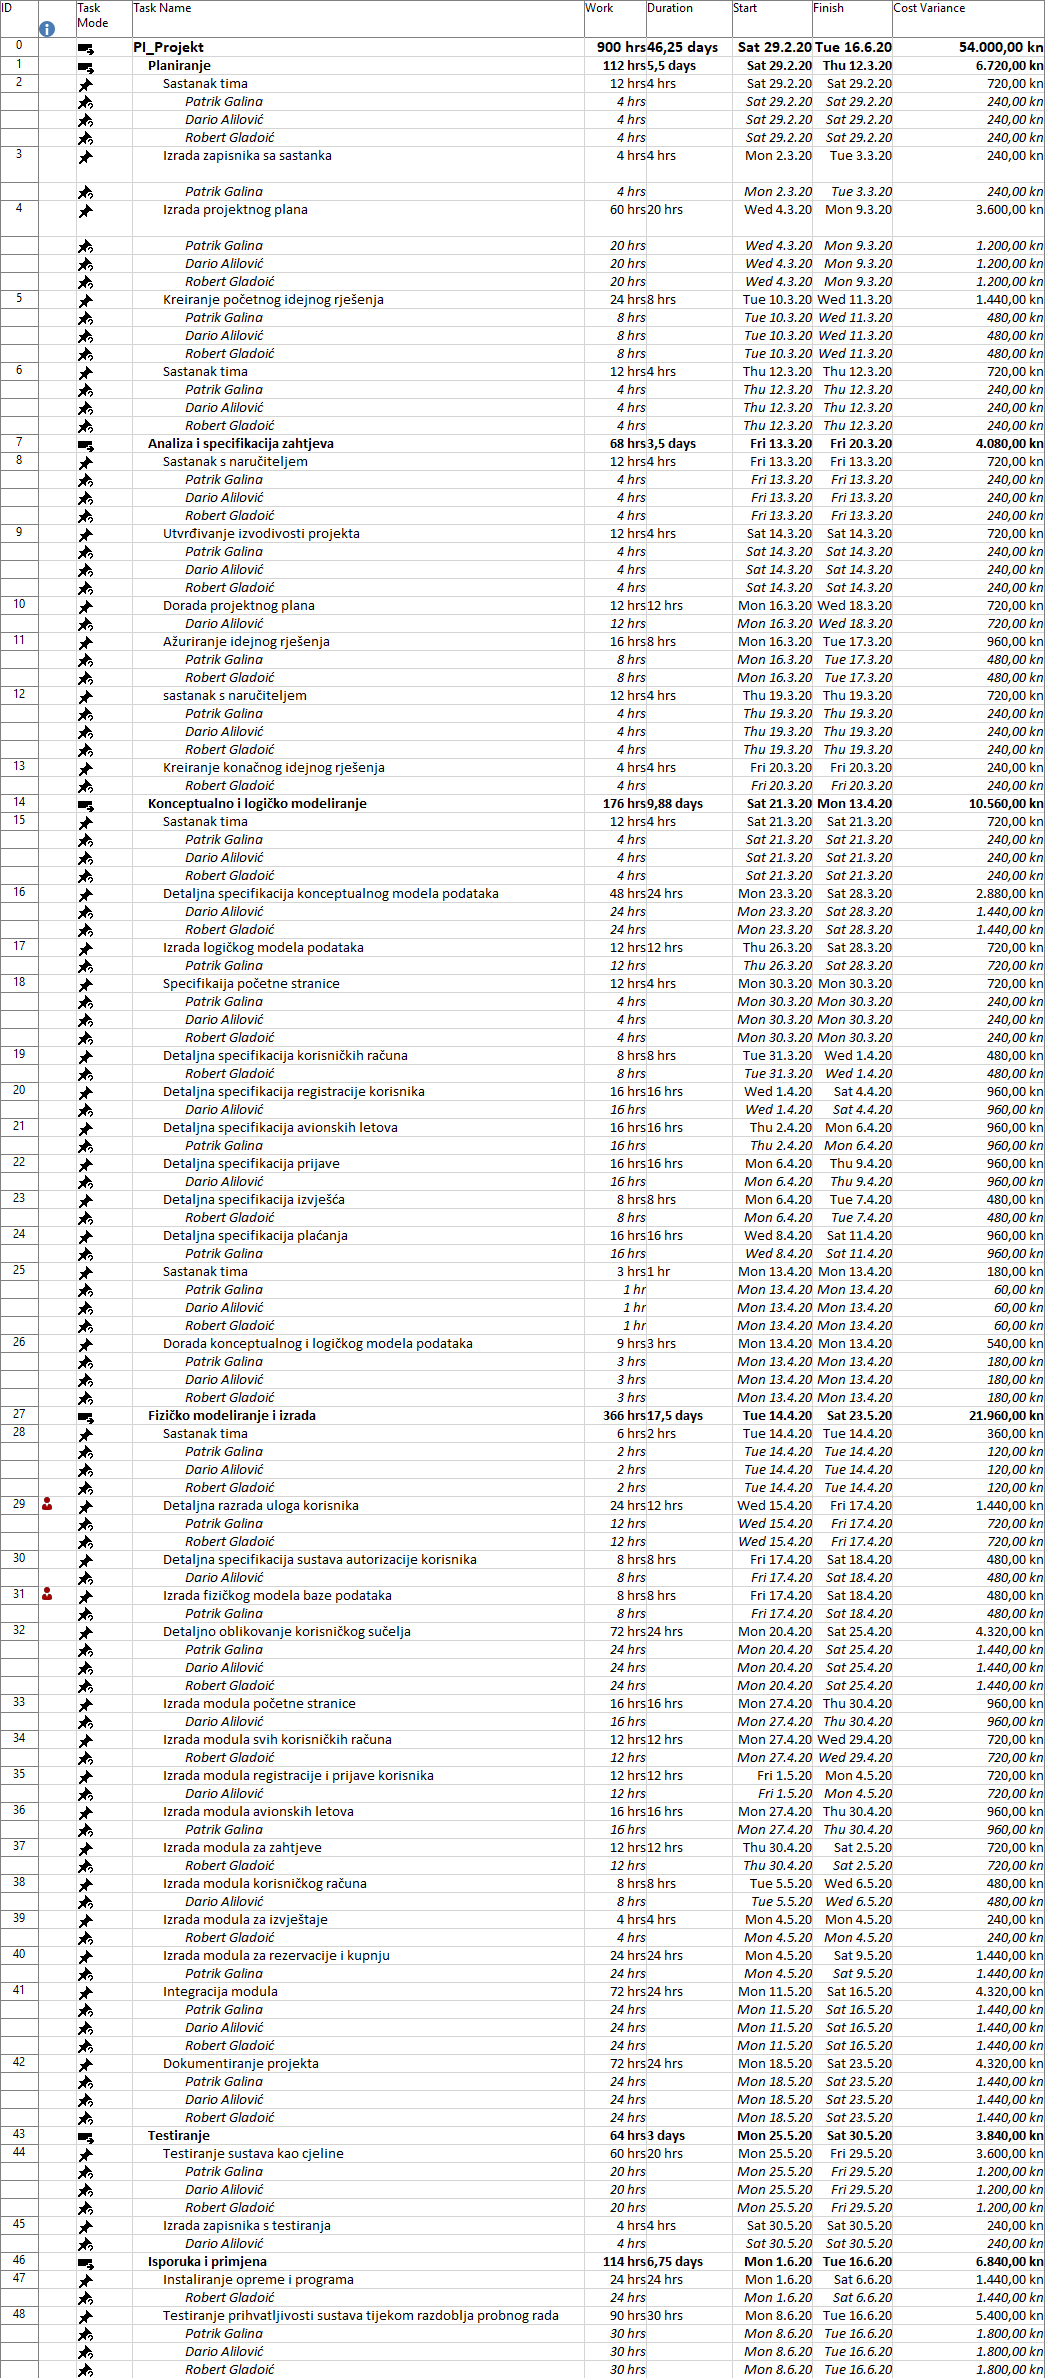 ID Task Mode Task Name Work Duration Start Finish Cost Variance
0 PI_Projekt 900 hrs 46,25 days Sat 29.2.20 Tue 16.6.20 54.000,00 kn
1 Planiranje 112 hrs 5,5 days Sat 29.2.20 Thu 12.3.20 6.720,00 kn
2 Sastanak tima 12 hrs 4 hrs Sat 29.2.20 Sat 29.2.20 720,00 kn
Patrik Galina 4 hrs Sat 29.2.20 Sat 29.2.20 240,00 kn
Dario Alilović 4 hrs Sat 29.2.20 Sat 29.2.20 240,00 kn
Robert Gladoić 4 hrs Sat 29.2.20 Sat 29.2.20 240,00 kn
3 Izrada zapisnika sa sastanka 4 hrs 4 hrs Mon 2.3.20 Tue 3.3.20 240,00 kn
Patrik Galina 4 hrs Mon 2.3.20 Tue 3.3.20 240,00 kn
4 Izrada projektnog plana 60 hrs 20 hrs Wed 4.3.20 Mon 9.3.20 3.600,00 kn
Patrik Galina 20 hrs Wed 4.3.20 Mon 9.3.20 1.200,00 kn
Dario Alilović 20 hrs Wed 4.3.20 Mon 9.3.20 1.200,00 kn
Robert Gladoić 20 hrs Wed 4.3.20 Mon 9.3.20 1.200,00 kn
5 Kreiranje početnog idejnog rješenja 24 hrs 8 hrs Tue 10.3.20 Wed 11.3.20 1.440,00 kn
Patrik Galina 8 hrs Tue 10.3.20 Wed 11.3.20 480,00 kn
Dario Alilović 8 hrs Tue 10.3.20 Wed 11.3.20 480,00 kn
Robert Gladoić 8 hrs Tue 10.3.20 Wed 11.3.20 480,00 kn
6 Sastanak tima 12 hrs 4 hrs Thu 12.3.20 Thu 12.3.20 720,00 kn
Patrik Galina 4 hrs Thu 12.3.20 Thu 12.3.20 240,00 kn
Dario Alilović 4 hrs Thu 12.3.20 Thu 12.3.20 240,00 kn
Robert Gladoić 4 hrs Thu 12.3.20 Thu 12.3.20 240,00 kn
7 Analiza i specifikacija zahtjeva 68 hrs 3,5 days Fri 13.3.20 Fri 20.3.20 4.080,00 kn
8 Sastanak s naručiteljem 12 hrs 4 hrs Fri 13.3.20 Fri 13.3.20 720,00 kn
Patrik Galina 4 hrs Fri 13.3.20 Fri 13.3.20 240,00 kn
Dario Alilović 4 hrs Fri 13.3.20 Fri 13.3.20 240,00 kn
Robert Gladoić 4 hrs Fri 13.3.20 Fri 13.3.20 240,00 kn
9 Utvrđivanje izvodivosti projekta 12 hrs 4 hrs Sat 14.3.20 Sat 14.3.20 720,00 kn
Patrik Galina 4 hrs Sat 14.3.20 Sat 14.3.20 240,00 kn
Dario Alilović 4 hrs Sat 14.3.20 Sat 14.3.20 240,00 kn
Robert Gladoić 4 hrs Sat 14.3.20 Sat 14.3.20 240,00 kn
10 Dorada projektnog plana 12 hrs 12 hrs Mon 16.3.20 Wed 18.3.20 720,00 kn
Dario Alilović 12 hrs Mon 16.3.20 Wed 18.3.20 720,00 kn
11 Ažuriranje idejnog rješenja 16 hrs 8 hrs Mon 16.3.20 Tue 17.3.20 960,00 kn
Patrik Galina 8 hrs Mon 16.3.20 Tue 17.3.20 480,00 kn
Robert Gladoić 8 hrs Mon 16.3.20 Tue 17.3.20 480,00 kn
12 sastanak s naručiteljem 12 hrs 4 hrs Thu 19.3.20 Thu 19.3.20 720,00 kn
Patrik Galina 4 hrs Thu 19.3.20 Thu 19.3.20 240,00 kn
Dario Alilović 4 hrs Thu 19.3.20 Thu 19.3.20 240,00 kn
Robert Gladoić 4 hrs Thu 19.3.20 Thu 19.3.20 240,00 kn
13 Kreiranje konačnog idejnog rješenja 4 hrs 4 hrs Fri 20.3.20 Fri 20.3.20 240,00 kn
Robert Gladoić 4 hrs Fri 20.3.20 Fri 20.3.20 240,00 kn
14 Konceptualno i logičko modeliranje 176 hrs 9,88 days Sat 21.3.20 Mon 13.4.20 10.560,00 kn
15 Sastanak tima 12 hrs 4 hrs Sat 21.3.20 Sat 21.3.20 720,00 kn
Patrik Galina 4 hrs Sat 21.3.20 Sat 21.3.20 240,00 kn
Dario Alilović 4 hrs Sat 21.3.20 Sat 21.3.20 240,00 kn
Robert Gladoić 4 hrs Sat 21.3.20 Sat 21.3.20 240,00 kn
16 Detaljna specifikacija konceptualnog modela podataka 48 hrs 24 hrs Mon 23.3.20 Sat 28.3.20 2.880,00 kn
Dario Alilović 24 hrs Mon 23.3.20 Sat 28.3.20 1.440,00 kn
Robert Gladoić 24 hrs Mon 23.3.20 Sat 28.3.20 1.440,00 kn
17 Izrada logičkog modela podataka 12 hrs 12 hrs Thu 26.3.20 Sat 28.3.20 720,00 kn
Patrik Galina 12 hrs Thu 26.3.20 Sat 28.3.20 720,00 kn
18 Specifikaija početne stranice 12 hrs 4 hrs Mon 30.3.20 Mon 30.3.20 720,00 kn
Patrik Galina 4 hrs Mon 30.3.20 Mon 30.3.20 240,00 kn
Dario Alilović 4 hrs Mon 30.3.20 Mon 30.3.20 240,00 kn
Robert Gladoić 4 hrs Mon 30.3.20 Mon 30.3.20 240,00 kn
19 Detaljna specifikacija korisničkih računa 8 hrs 8 hrs Tue 31.3.20 Wed 1.4.20 480,00 kn
Robert Gladoić 8 hrs Tue 31.3.20 Wed 1.4.20 480,00 kn
20 Detaljna specifikacija registracije korisnika 16 hrs 16 hrs Wed 1.4.20 Sat 4.4.20 960,00 kn
Dario Alilović 16 hrs Wed 1.4.20 Sat 4.4.20 960,00 kn
21 Detaljna specifikacija avionskih letova 16 hrs 16 hrs Thu 2.4.20 Mon 6.4.20 960,00 kn
Patrik Galina 16 hrs Thu 2.4.20 Mon 6.4.20 960,00 kn
22 Detaljna specifikacija prijave 16 hrs 16 hrs Mon 6.4.20 Thu 9.4.20 960,00 kn
Dario Alilović 16 hrs Mon 6.4.20 Thu 9.4.20 960,00 kn
23 Detaljna specifikacija izvješća 8 hrs 8 hrs Mon 6.4.20 Tue 7.4.20 480,00 kn
Robert Gladoić 8 hrs Mon 6.4.20 Tue 7.4.20 480,00 kn
24 Detaljna specifikacija plaćanja 16 hrs 16 hrs Wed 8.4.20 Sat 11.4.20 960,00 kn
Patrik Galina 16 hrs Wed 8.4.20 Sat 11.4.20 960,00 kn
25 Sastanak tima 3 hrs 1 hr Mon 13.4.20 Mon 13.4.20 180,00 kn
Patrik Galina 1 hr Mon 13.4.20 Mon 13.4.20 60,00 kn
Dario Alilović 1 hr Mon 13.4.20 Mon 13.4.20 60,00 kn
Robert Gladoić 1 hr Mon 13.4.20 Mon 13.4.20 60,00 kn
26 Dorada konceptualnog i logičkog modela podataka 9 hrs 3 hrs Mon 13.4.20 Mon 13.4.20 540,00 kn
Patrik Galina 3 hrs Mon 13.4.20 Mon 13.4.20 180,00 kn
Dario Alilović 3 hrs Mon 13.4.20 Mon 13.4.20 180,00 kn
Robert Gladoić 3 hrs Mon 13.4.20 Mon 13.4.20 180,00 kn
27 Fizičko modeliranje i izrada 366 hrs 17,5 days Tue 14.4.20 Sat 23.5.20 21.960,00 kn
28 Sastanak tima 6 hrs 2 hrs Tue 14.4.20 Tue 14.4.20 360,00 kn
Patrik Galina 2 hrs Tue 14.4.20 Tue 14.4.20 120,00 kn
Dario Alilović 2 hrs Tue 14.4.20 Tue 14.4.20 120,00 kn
Robert Gladoić 2 hrs Tue 14.4.20 Tue 14.4.20 120,00 kn
29 Detaljna razrada uloga korisnika 24 hrs 12 hrs Wed 15.4.20 Fri 17.4.20 1.440,00 kn
Patrik Galina 12 hrs Wed 15.4.20 Fri 17.4.20 720,00 kn
Robert Gladoić 12 hrs Wed 15.4.20 Fri 17.4.20 720,00 kn
30 Detaljna specifikacija sustava autorizacije korisnika 8 hrs 8 hrs Fri 17.4.20 Sat 18.4.20 480,00 kn
Dario Alilović 8 hrs Fri 17.4.20 Sat 18.4.20 480,00 kn
31 Izrada fizičkog modela baze podataka 8 hrs 8 hrs Fri 17.4.20 Sat 18.4.20 480,00 kn
Patrik Galina 8 hrs Fri 17.4.20 Sat 18.4.20 480,00 kn
32 Detaljno oblikovanje korisničkog sučelja 72 hrs 24 hrs Mon 20.4.20 Sat 25.4.20 4.320,00 kn
Patrik Galina 24 hrs Mon 20.4.20 Sat 25.4.20 1.440,00 kn
Dario Alilović 24 hrs Mon 20.4.20 Sat 25.4.20 1.440,00 kn
Robert Gladoić 24 hrs Mon 20.4.20 Sat 25.4.20 1.440,00 kn
33 Izrada modula početne stranice 16 hrs 16 hrs Mon 27.4.20 Thu 30.4.20 960,00 kn
Dario Alilović 16 hrs Mon 27.4.20 Thu 30.4.20 960,00 kn
34 Izrada modula svih korisničkih računa 12 hrs 12 hrs Mon 27.4.20 Wed 29.4.20 720,00 kn
Robert Gladoić 12 hrs Mon 27.4.20 Wed 29.4.20 720,00 kn
35 Izrada modula registracije i prijave korisnika 12 hrs 12 hrs Fri 1.5.20 Mon 4.5.20 720,00 kn
Dario Alilović 12 hrs Fri 1.5.20 Mon 4.5.20 720,00 kn
36 Izrada modula avionskih letova 16 hrs 16 hrs Mon 27.4.20 Thu 30.4.20 960,00 kn
Patrik Galina 16 hrs Mon 27.4.20 Thu 30.4.20 960,00 kn
37 Izrada modula za zahtjeve 12 hrs 12 hrs Thu 30.4.20 Sat 2.5.20 720,00 kn
Robert Gladoić 12 hrs Thu 30.4.20 Sat 2.5.20 720,00 kn
38 Izrada modula korisničkog računa 8 hrs 8 hrs Tue 5.5.20 Wed 6.5.20 480,00 kn
Dario Alilović 8 hrs Tue 5.5.20 Wed 6.5.20 480,00 kn
39 Izrada modula za izvještaje 4 hrs 4 hrs Mon 4.5.20 Mon 4.5.20 240,00 kn
Robert Gladoić 4 hrs Mon 4.5.20 Mon 4.5.20 240,00 kn
40 Izrada modula za rezervacije i kupnju 24 hrs 24 hrs Mon 4.5.20 Sat 9.5.20 1.440,00 kn
Patrik Galina 24 hrs Mon 4.5.20 Sat 9.5.20 1.440,00 kn
41 Integracija modula 72 hrs 24 hrs Mon 11.5.20 Sat 16.5.20 4.320,00 kn
Patrik Galina 24 hrs Mon 11.5.20 Sat 16.5.20 1.440,00 kn
Dario Alilović 24 hrs Mon 11.5.20 Sat 16.5.20 1.440,00 kn
Robert Gladoić 24 hrs Mon 11.5.20 Sat 16.5.20 1.440,00 kn
42 Dokumentiranje projekta 72 hrs 24 hrs Mon 18.5.20 Sat 23.5.20 4.320,00 kn
Patrik Galina 24 hrs Mon 18.5.20 Sat 23.5.20 1.440,00 kn
Dario Alilović 24 hrs Mon 18.5.20 Sat 23.5.20 1.440,00 kn
Robert Gladoić 24 hrs Mon 18.5.20 Sat 23.5.20 1.440,00 kn
43 Testiranje 64 hrs 3 days Mon 25.5.20 Sat 30.5.20 3.840,00 kn
44 Testiranje sustava kao cjeline 60 hrs 20 hrs Mon 25.5.20 Fri 29.5.20 3.600,00 kn
Patrik Galina 20 hrs Mon 25.5.20 Fri 29.5.20 1.200,00 kn
Dario Alilović 20 hrs Mon 25.5.20 Fri 29.5.20 1.200,00 kn
Robert Gladoić 20 hrs Mon 25.5.20 Fri 29.5.20 1.200,00 kn
45 Izrada zapisnika s testiranja 4 hrs 4 hrs Sat 30.5.20 Sat 30.5.20 240,00 kn
Dario Alilović 4 hrs Sat 30.5.20 Sat 30.5.20 240,00 kn
46 Isporuka i primjena 114 hrs 6,75 days Mon 1.6.20 Tue 16.6.20 6.840,00 kn
47 Instaliranje opreme i programa 24 hrs 24 hrs Mon 1.6.20 Sat 6.6.20 1.440,00 kn
Robert Gladoić 24 hrs Mon 1.6.20 Sat 6.6.20 1.440,00 kn
48 Testiranje prihvatljivosti sustava tijekom razdoblja probnog rada 90 hrs 30 hrs Mon 8.6.20 Tue 16.6.20 5.400,00 kn
Patrik Galina 30 hrs Mon 8.6.20 Tue 16.6.20 1.800,00 kn
Dario Alilović 30 hrs Mon 8.6.20 Tue 16.6.20 1.800,00 kn
Robert Gladoić 30 hrs Mon 8.6.20 Tue 16.6.20 1.800,00 kn